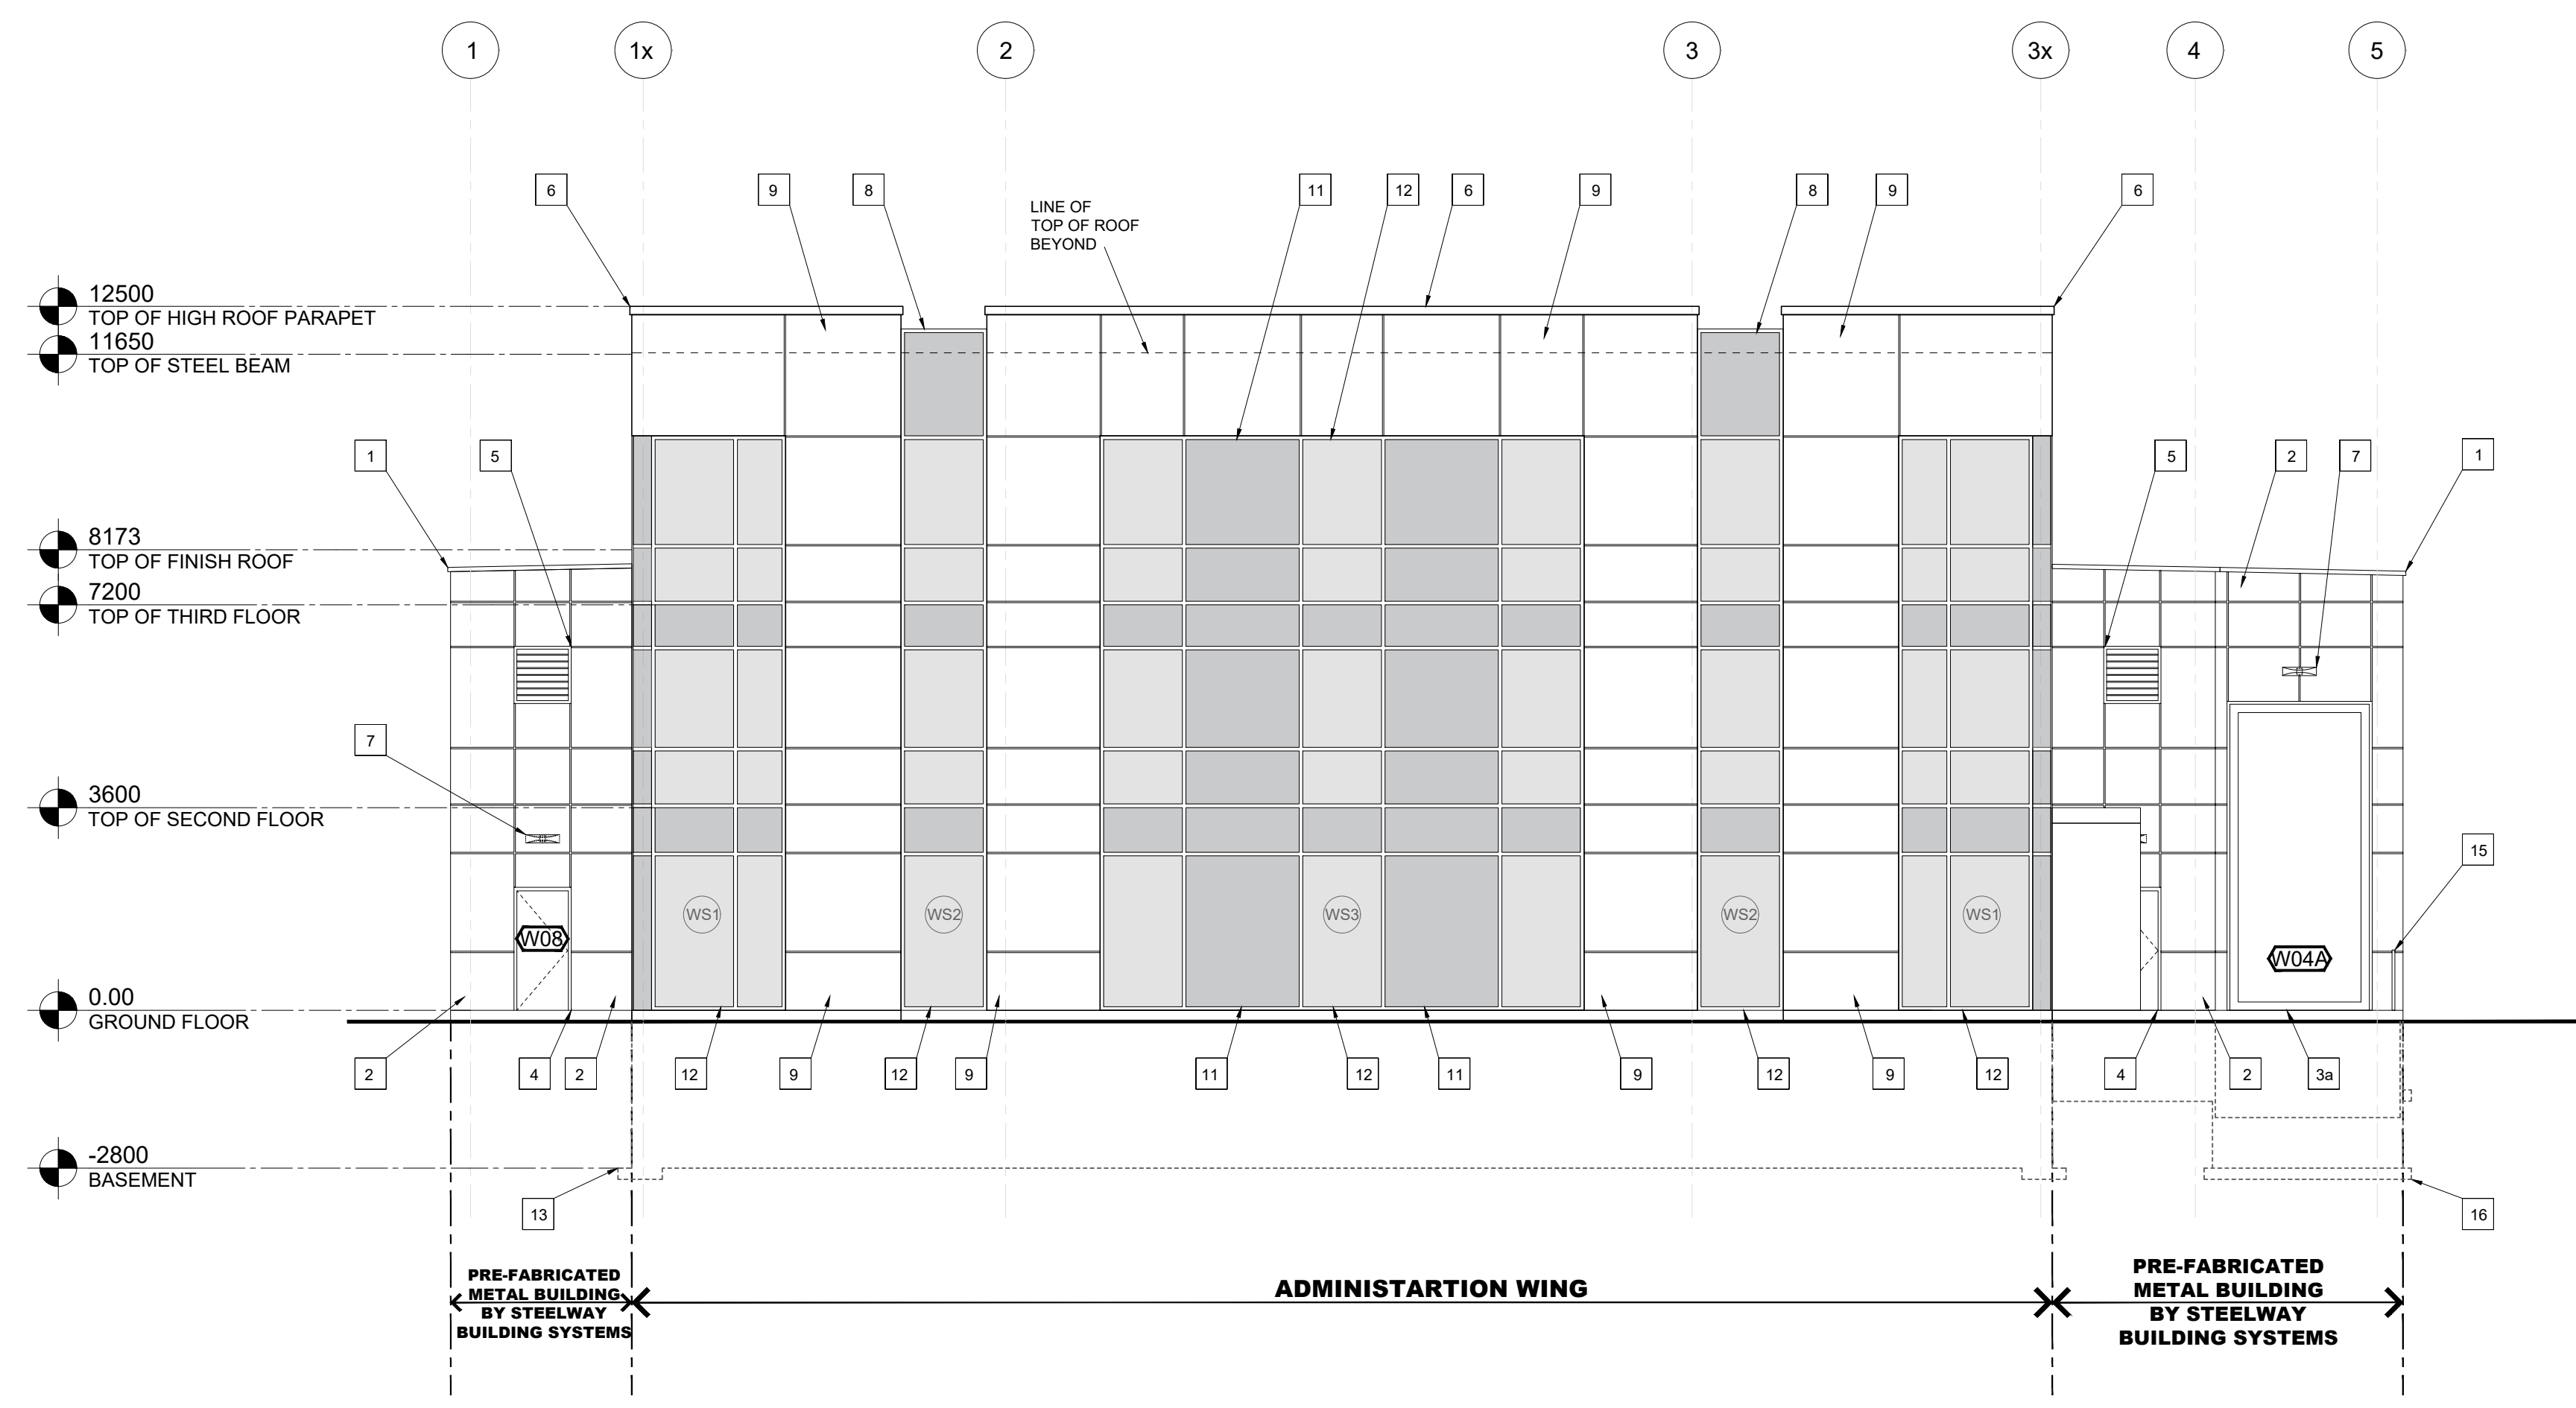 1 1x 2 3 3x 4 5
6 9 8 11 12 6 9 8 9 6
LINE OF
TOP OF ROOF
BEYOND
12500
TOP OF HIGH ROOF PARAPET
11650
TOP OF STEEL BEAM
1 5 5 2 7 1
8173
TOP OF FINISH ROOF
7200
TOP OF THIRD FLOOR
7
3600
TOP OF SECOND FLOOR
15
WS1 WS2 WS3 WS2 WS1
W08 W04A
0.00
GROUND FLOOR
2 4 2 12 9 12 9 11 12 11 9 12 9 12 4 2 3a
-2800
BASEMENT
13 16
PRE-FABRICATED
METAL BUILDING
BY STEELWAY
BUILDING SYSTEMS
ADMINISTARTION WING
PRE-FABRICATED
METAL BUILDING
BY STEELWAY
BUILDING SYSTEMS